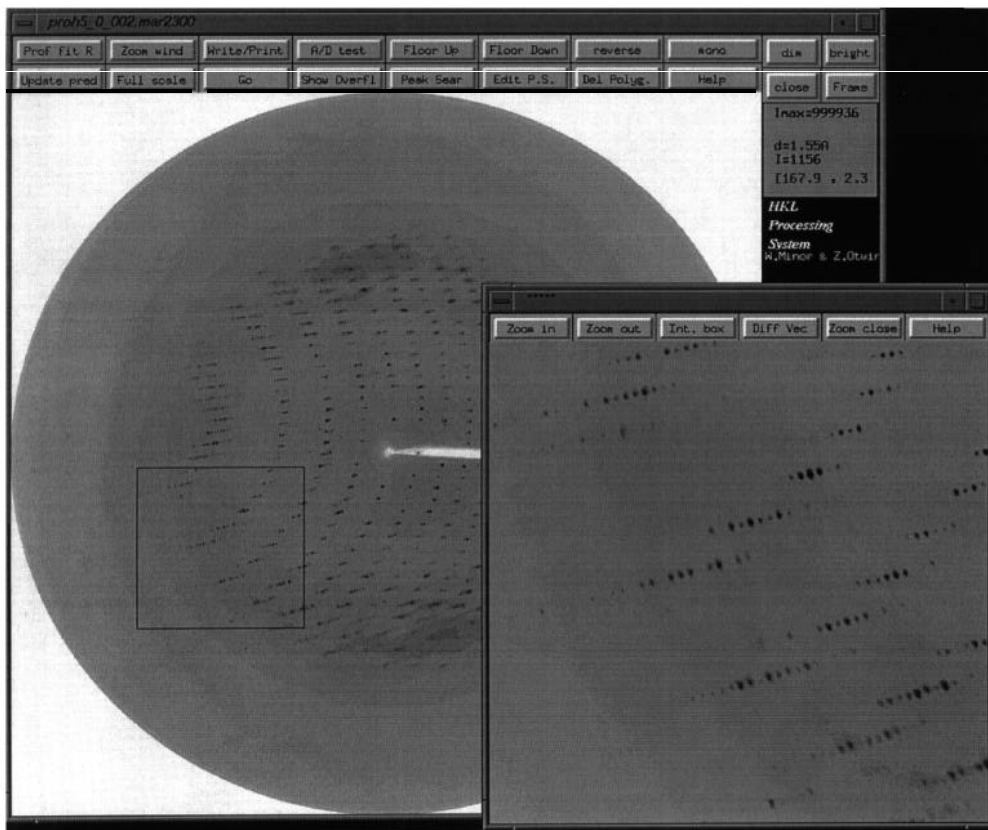 proh5_0_002.mar2300
Prof fit R Zoom wind Write/Print A/D test Floor Up Floor Down reverse mono dim bright
Update pred Full scale Go Show Overfl Peak Sear Edit P.S. Del Polyg. Help close Frame
Imax=999936
d=1.55A
I=1156
[167.9 , 2.3
HKL
Processing
System
W.Minor & Z.Otwin
Zoom in Zoom out Int. box Diff Vec Zoom close Help